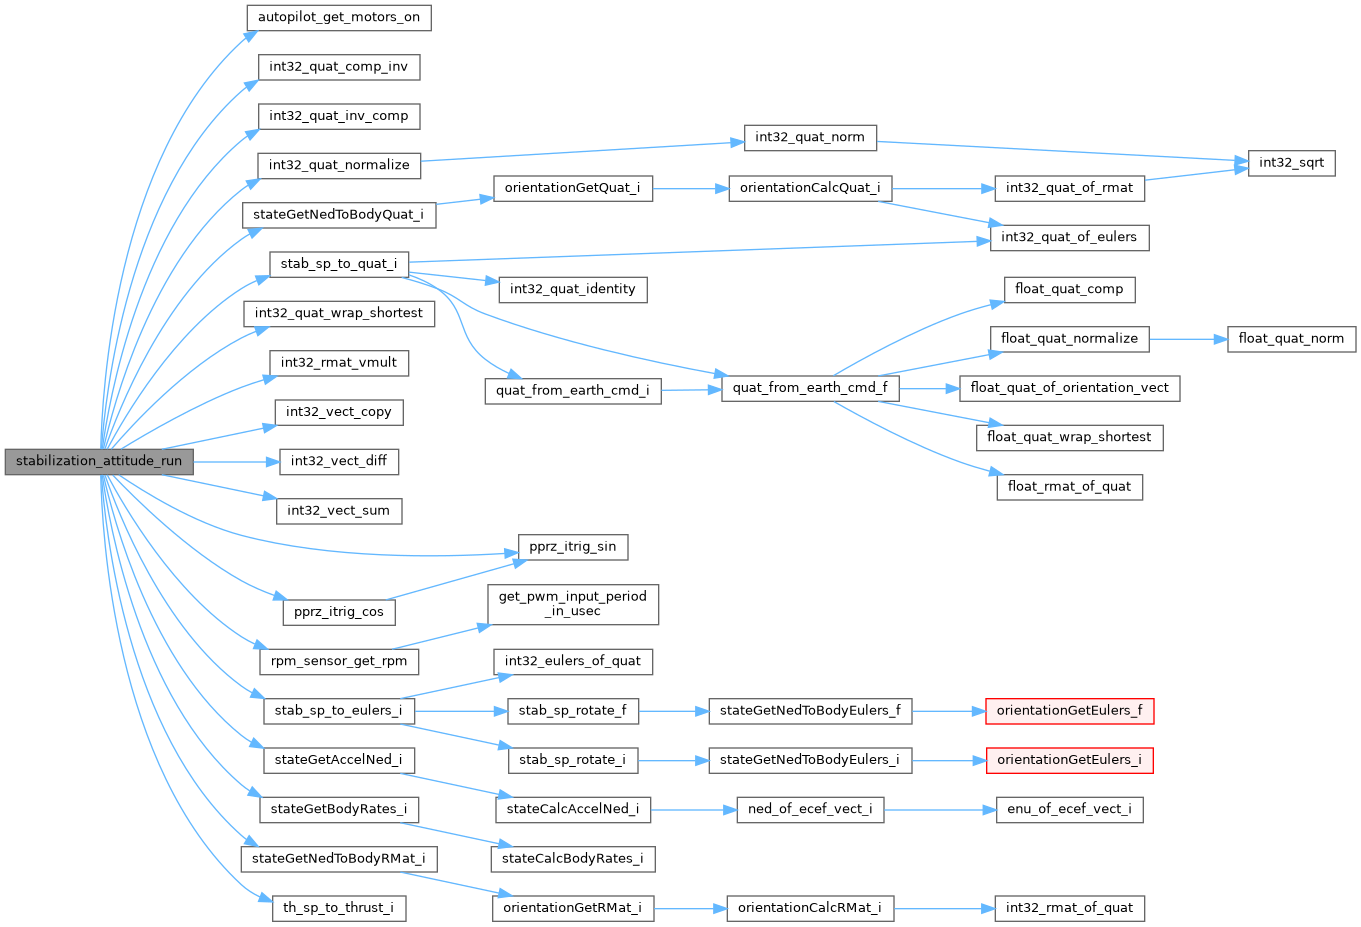 autopilot_get_motors_on
int32_quat_comp_inv
int32_quat_inv_comp
int32_quat_normalize
int32_quat_norm
int32_sqrt
stateGetNedToBodyQuat_i
orientationGetQuat_i
orientationCalcQuat_i
int32_quat_of_rmat
int32_quat_of_eulers
stab_sp_to_quat_i
int32_quat_identity
float_quat_comp
int32_quat_wrap_shortest
float_quat_normalize
float_quat_norm
int32_rmat_vmult
quat_from_earth_cmd_i
quat_from_earth_cmd_f
float_quat_of_orientation_vect
int32_vect_copy
float_quat_wrap_shortest
stabilization_attitude_run
int32_vect_diff
float_rmat_of_quat
int32_vect_sum
pprz_itrig_sin
pprz_itrig_cos
get_pwm_input_period
_in_usec
rpm_sensor_get_rpm
int32_eulers_of_quat
stab_sp_to_eulers_i
stab_sp_rotate_f
stateGetNedToBodyEulers_f
orientationGetEulers_f
stateGetAccelNed_i
stab_sp_rotate_i
stateGetNedToBodyEulers_i
orientationGetEulers_i
stateGetBodyRates_i
stateCalcAccelNed_i
ned_of_ecef_vect_i
enu_of_ecef_vect_i
stateGetNedToBodyRMat_i
stateCalcBodyRates_i
th_sp_to_thrust_i
orientationGetRMat_i
orientationCalcRMat_i
int32_rmat_of_quat